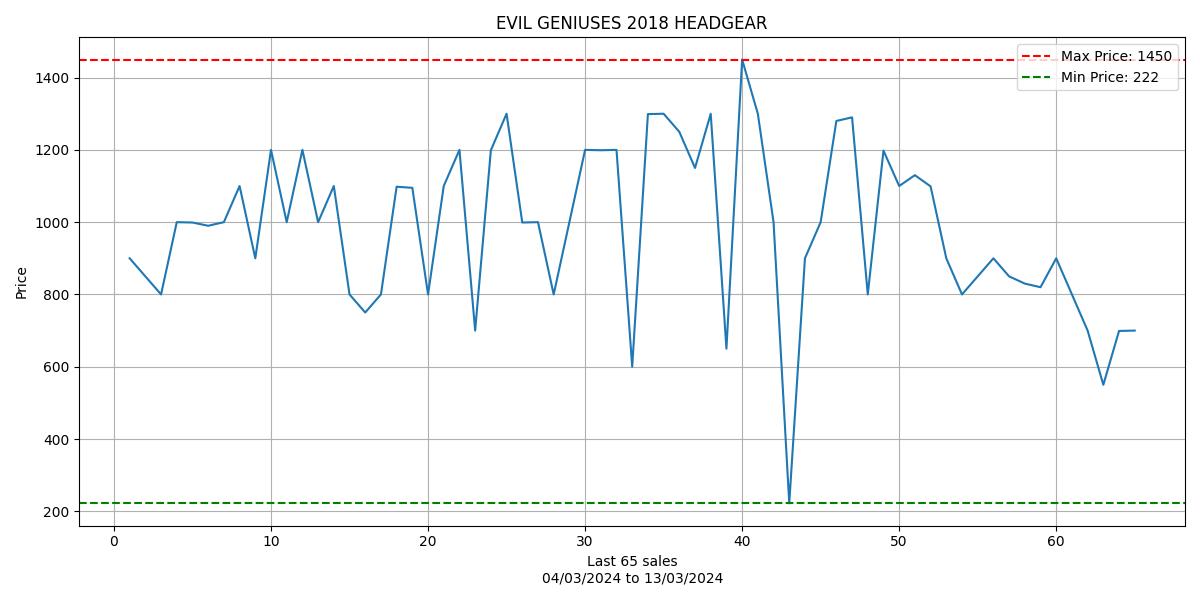 EVIL GENIUSES 2018 HEADGEAR
Max Price: 1450
Min Price: 222
Price
1400
1200
1000
800
600
400
200
0 10 20 30 40 50 60
Last 65 sales
04/03/2024 to 13/03/2024